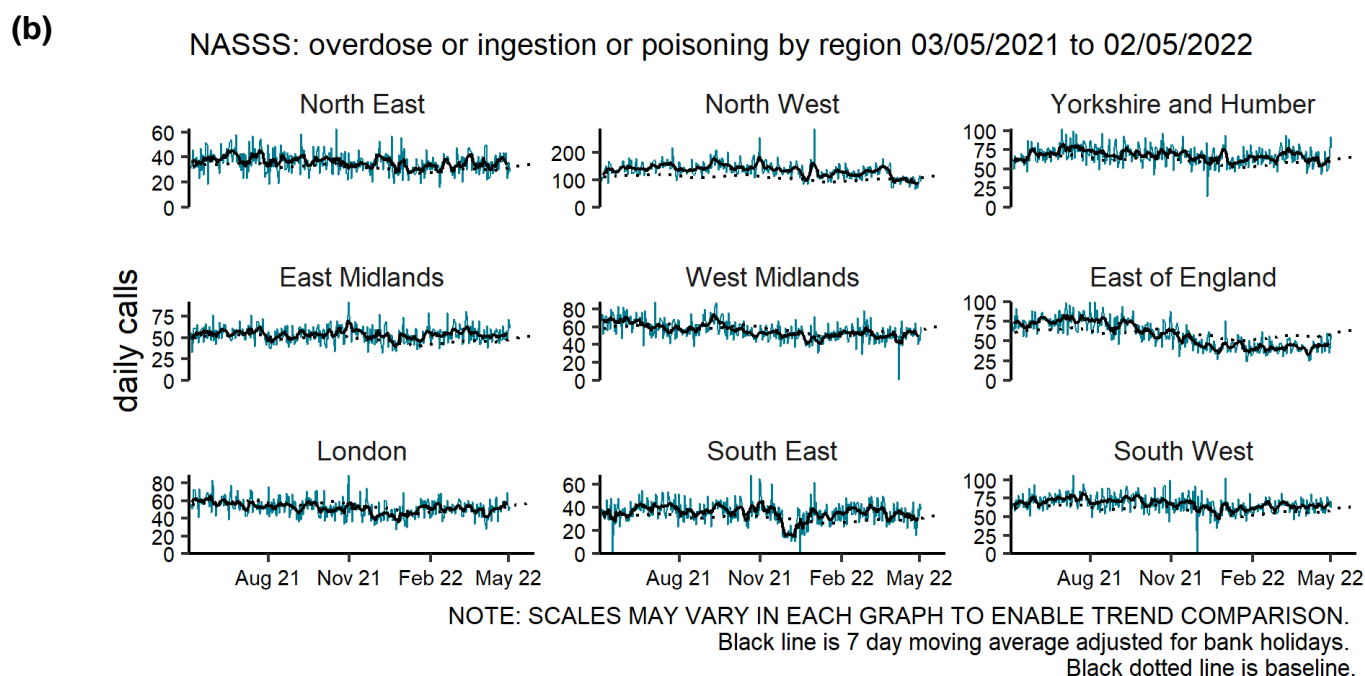 (b)
NASSS: overdose or ingestion or poisoning by region 03/05/2021 to 02/05/2022
daily calls
North East
60
40
20
0
North West
200
100
0
Yorkshire and Humber
100
75
50
25
0
East Midlands
75
50
25
0
West Midlands
80
60
40
20
0
East of England
100
75
50
25
0
London
80
60
40
20
0
Aug 21 Nov 21 Feb 22 May 22
South East
60
40
20
0
Aug 21 Nov 21 Feb 22 May 22
South West
100
75
50
25
0
Aug 21 Nov 21 Feb 22 May 22
NOTE: SCALES MAY VARY IN EACH GRAPH TO ENABLE TREND COMPARISON.
Black line is 7 day moving average adjusted for bank holidays.
Black dotted line is baseline.